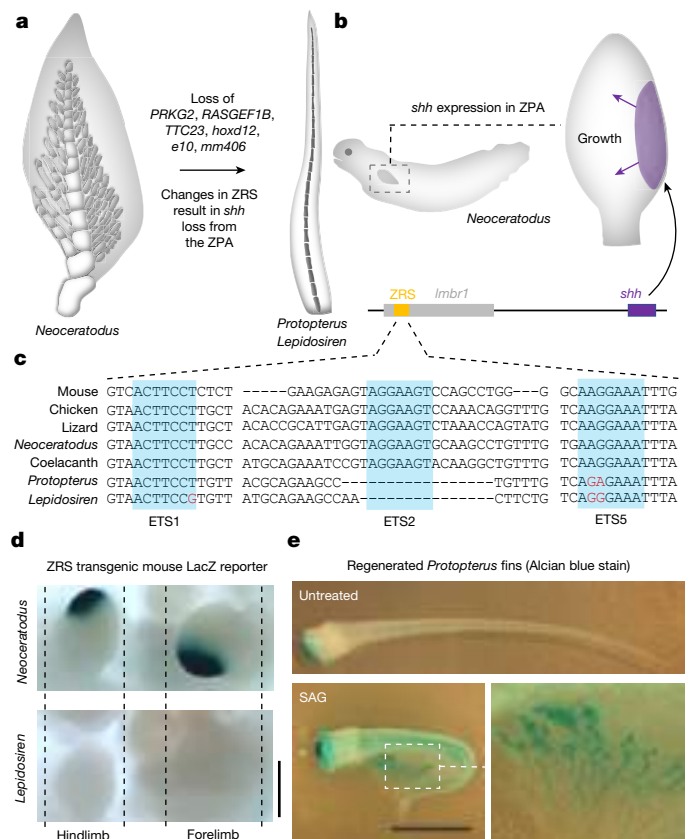 a
b
Loss of
PRKG2, RASGEF1B,
TTC23, hoxd12,
e10, mm406
Changes in ZRS
result in shh
loss from
the ZPA
Neoceratodus
Protopterus
Lepidosiren
shh expression in ZPA
Growth
Neoceratodus
ZRS
lmbr1
shh
c
Mouse GTCACTTCCTCTCT -----GAAGAGAGTAGGAAGTCCAGCCTGG---G GCAAGGAAATTTG
Chicken GTAACTTCCTTGCT ACACAGAAATGAGTAGGAAGTCCAAACAGGTTTG TCAAGGAAATTTA
Lizard GTAACTTCCTTGCT ACACCGCATTGAGTAGGAAGTCTAAACCAGTATG TCAAGGAAATTTA
Neoceratodus GTAACTTCCTTGCC ACACAGAAATTGGTAGGAAGTGCAAGCCTGTTTG TCAAGGAAATTTA
Coelacanth GTAACTTCCTTGCT ATGCAGAAATCCGTAGGAAGTACAAGGCTGTTTG TCAAGGAAATTTA
Protopterus GTAACTTCCTTGCT TACGCAGAAGCC----------------TGTTTG TCAGAGAAATTTA
Lepidosiren GTAACTTCCGTGTT ATGCAGAAGCCAA---------------CTTCTG TCAGGGAAATTTA
ETS1
ETS2
ETS5
d
ZRS transgenic mouse LacZ reporter
Neoceratodus
Lepidosiren
Hindlimb
Forelimb
e
Regenerated Protopterus fins (Alcian blue stain)
Untreated
SAG